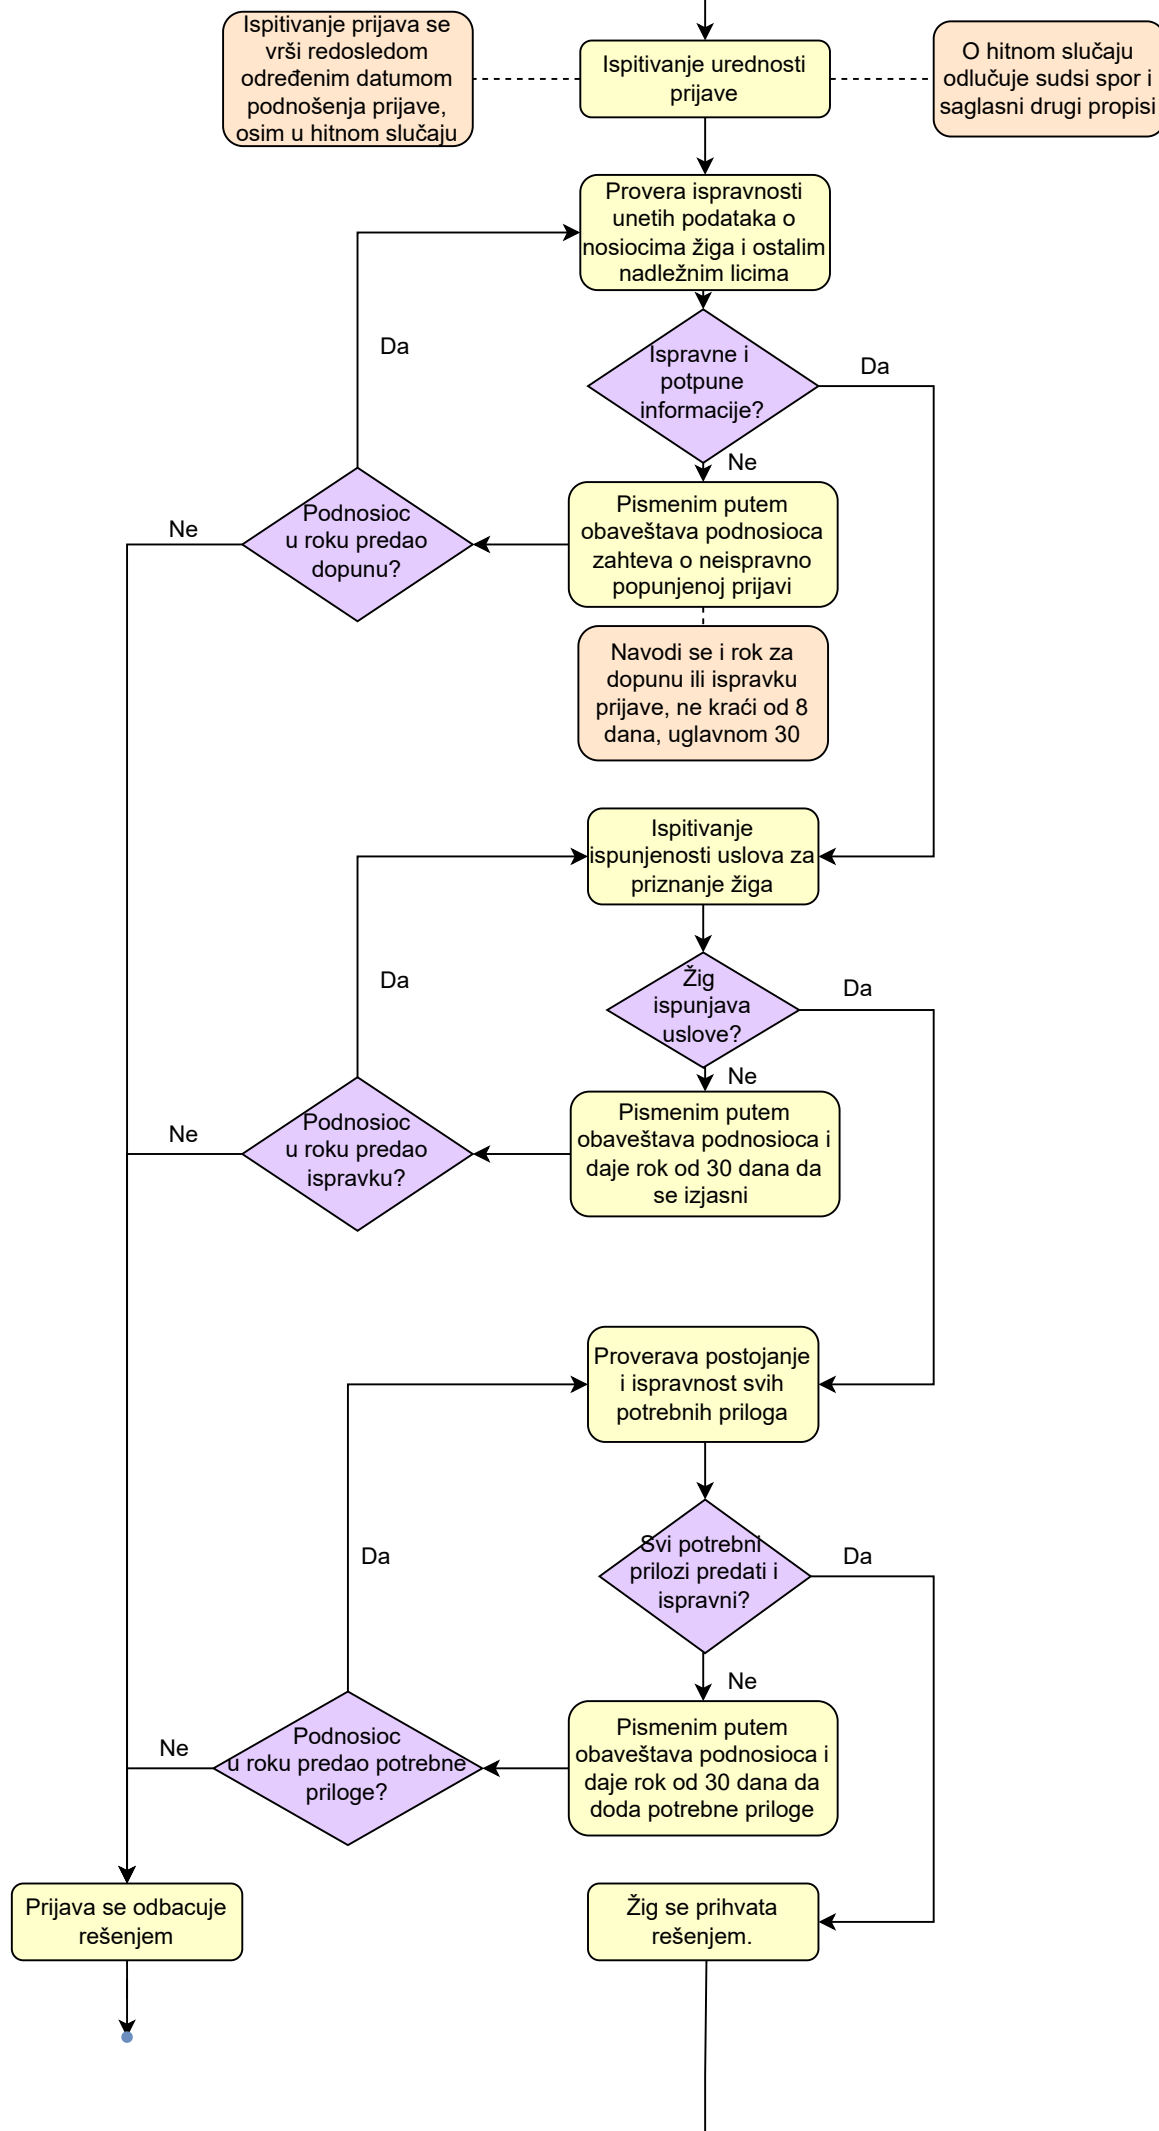 Ispitivanje prijava se
vrši redosledom
određenim datumom
podnošenja prijave,
osim u hitnom slučaju
Ispitivanje urednosti
prijave
O hitnom slučaju
odlučuje sudsi spor i
saglasni drugi propisi
Provera ispravnosti
unetih podataka o
nosiocima žiga i ostalim
nadležnim licima
Da
Ispravne i
potpune
informacije?
Da
Ne
Podnosioc
u roku predao
dopunu?
Ne
Pismenim putem
obaveštava podnosioca
zahteva o neispravno
popunjenoj prijavi
Navodi se i rok za
dopunu ili ispravku
prijave, ne kraći od 8
dana, uglavnom 30
Ispitivanje
ispunjenosti uslova za
priznanje žiga
Da
Žig
ispunjava
uslove?
Da
Ne
Podnosioc
u roku predao
ispravku?
Ne
Pismenim putem
obaveštava podnosioca i
daje rok od 30 dana da
se izjasni
Proverava postojanje
i ispravnost svih
potrebnih priloga
Da
Svi potrebni
prilozi predati i
ispravni?
Da
Ne
Podnosioc
u roku predao potrebne
priloge?
Ne
Pismenim putem
obaveštava podnosioca i
daje rok od 30 dana da
doda potrebne priloge
Prijava se odbacuje
rešenjem
Žig se prihvata
rešenjem.